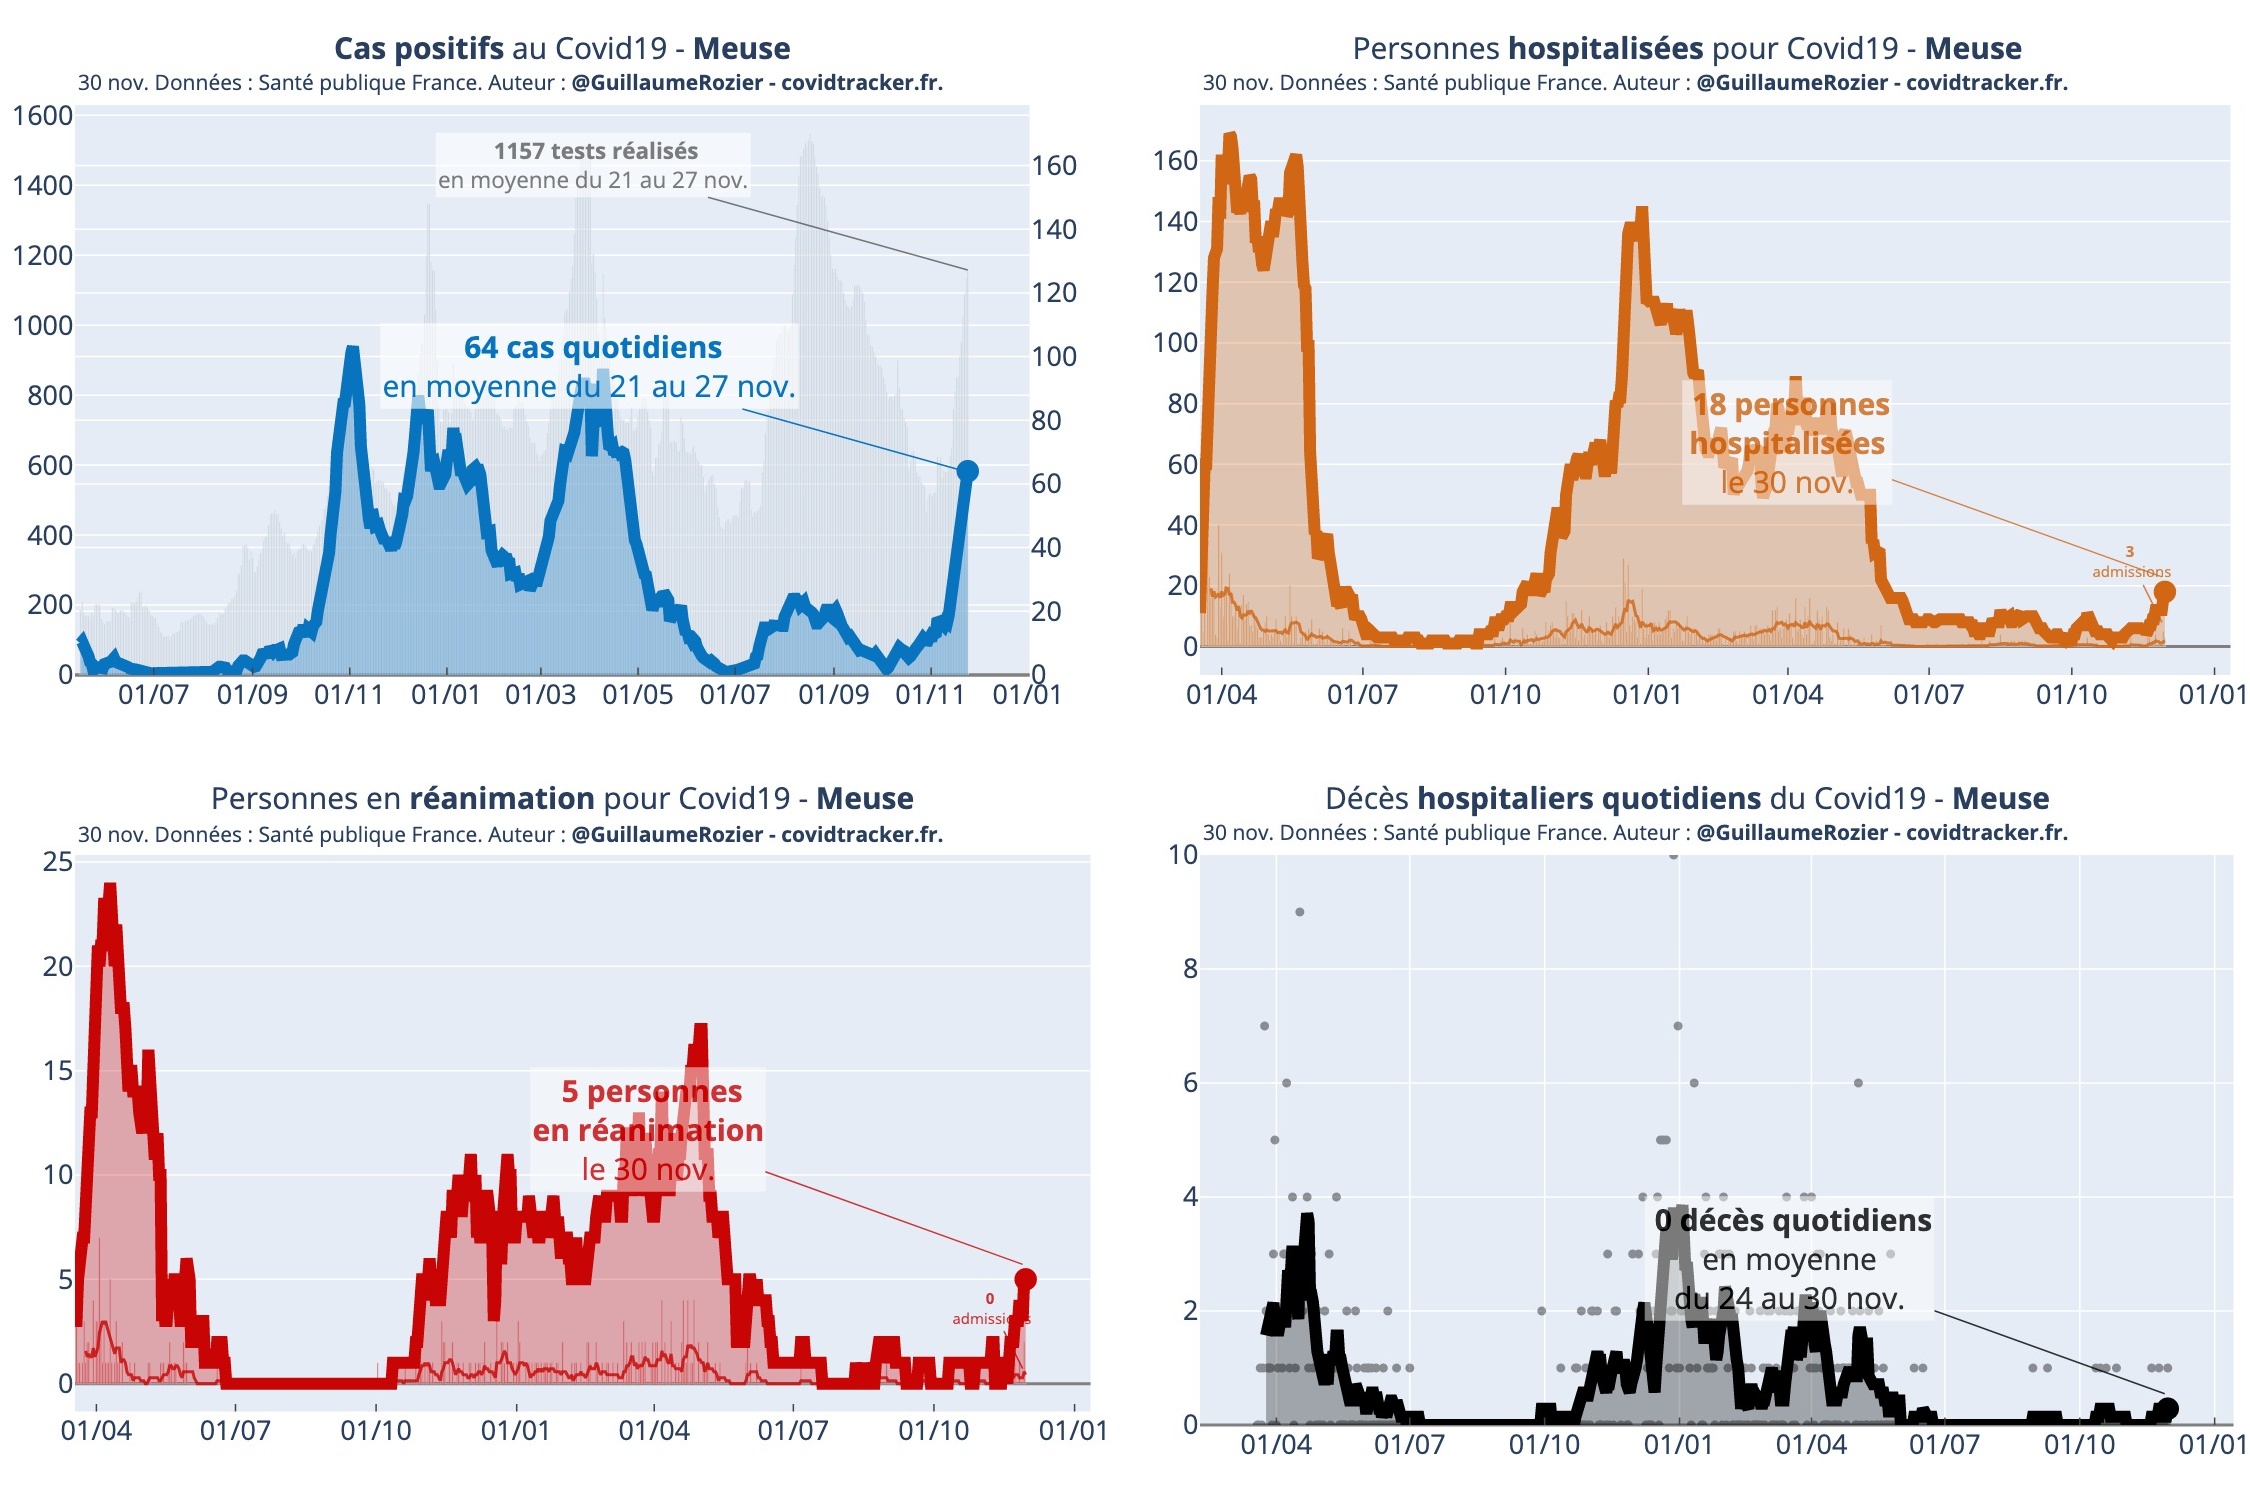 Cas positifs au Covid19 - Meuse
30 nov. Données : Santé publique France. Auteur : @GuillaumeRozier - covidtracker.fr.
1600
1400
1200
1000
800
600
400
200
0
160
140
120
100
80
60
40
20
0
1157 tests réalisés
en moyenne du 21 au 27 nov.
64 cas quotidiens
en moyenne du 21 au 27 nov.
01/07 01/09 01/11 01/01 01/03 01/05 01/07 01/09 01/11 01/01
Personnes hospitalisées pour Covid19 - Meuse
30 nov. Données : Santé publique France. Auteur : @GuillaumeRozier - covidtracker.fr.
160
140
120
100
80
60
40
20
0
18 personnes
hospitalisées
le 30 nov.
3
admissions
01/04 01/07 01/10 01/01 01/04 01/07 01/10 01/01
Personnes en réanimation pour Covid19 - Meuse
30 nov. Données : Santé publique France. Auteur : @GuillaumeRozier - covidtracker.fr.
25
20
15
10
5
0
5 personnes
en réanimation
le 30 nov.
0
admissions
01/04 01/07 01/10 01/01 01/04 01/07 01/10 01/01
Décès hospitaliers quotidiens du Covid19 - Meuse
30 nov. Données : Santé publique France. Auteur : @GuillaumeRozier - covidtracker.fr.
10
8
6
4
2
0
0 décès quotidiens
en moyenne
du 24 au 30 nov.
01/04 01/07 01/10 01/01 01/04 01/07 01/10 01/01